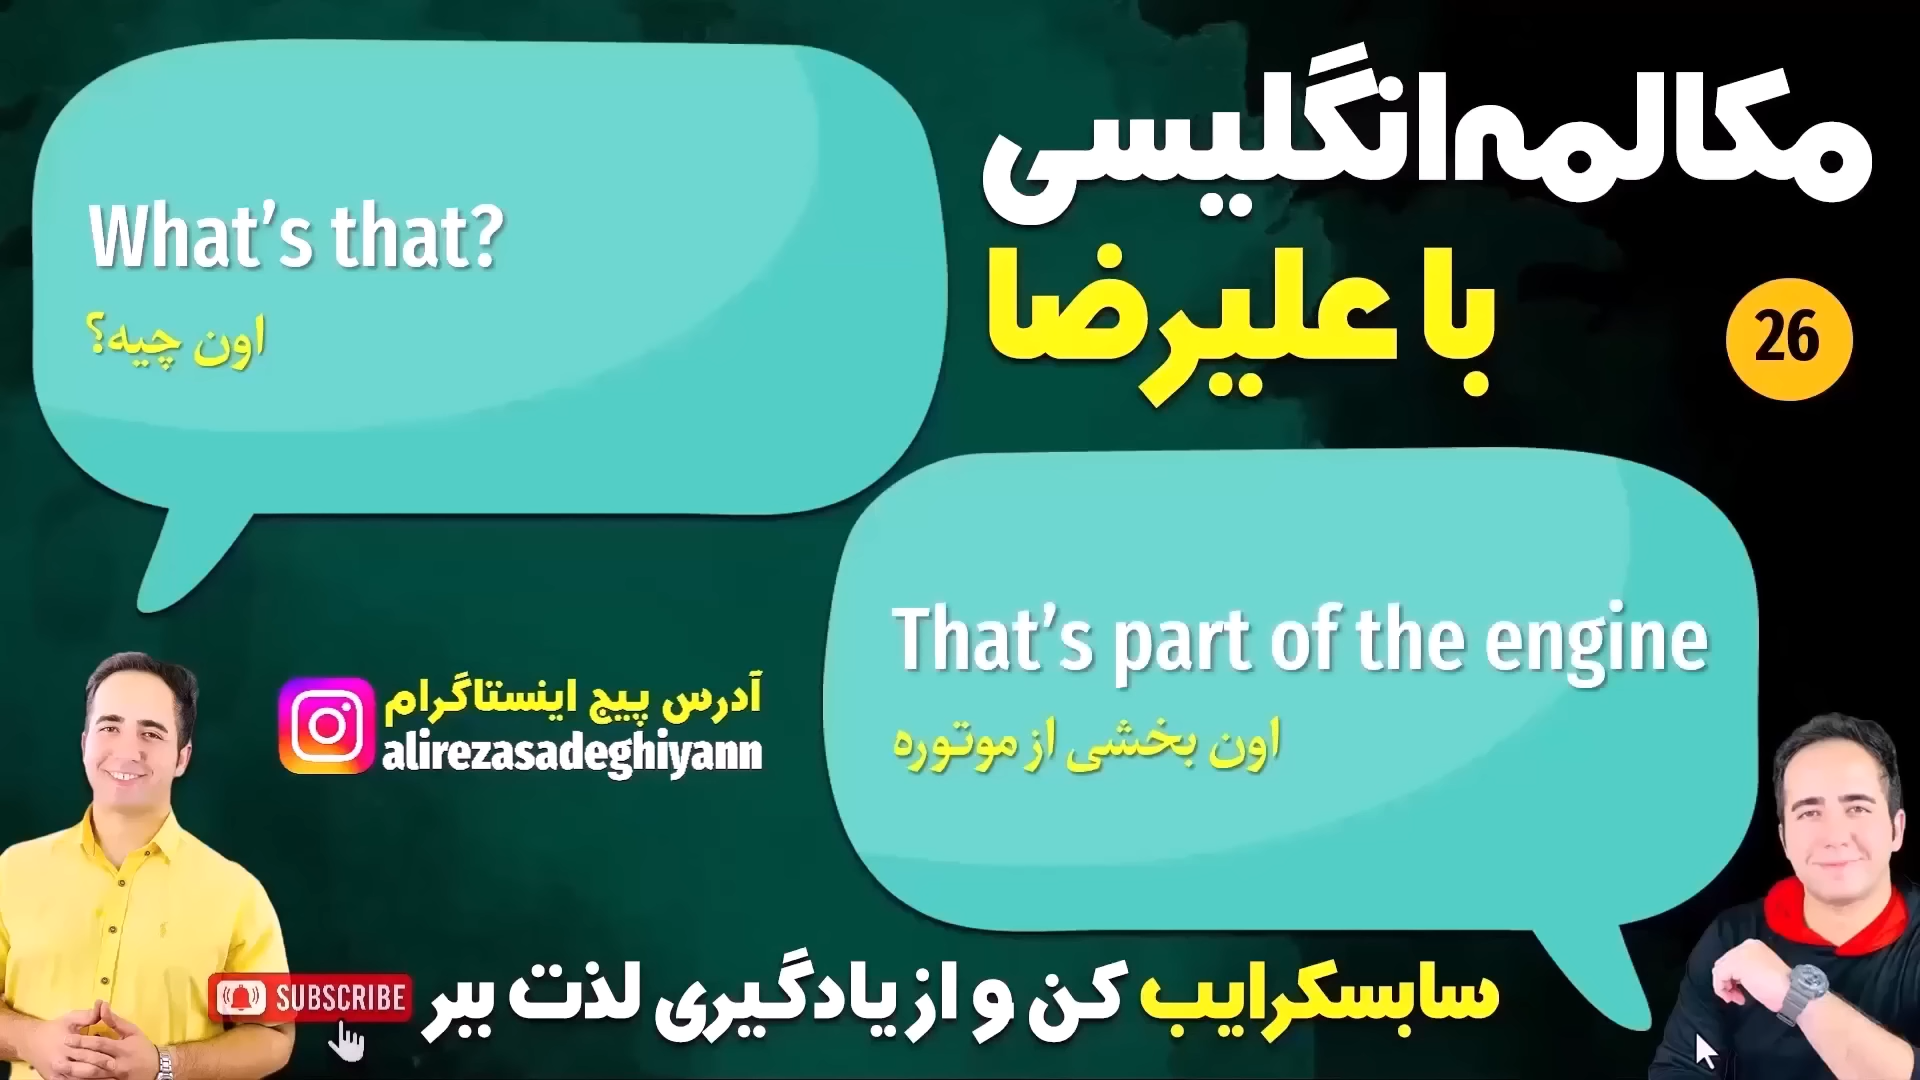 مکالمه انگلیسی
با علیرضا
26
What's that?
اون چیه؟
That's part of the engine
اون بخشی از موتوره
آدرس پیج اینستاگرام
alirezasadeghiyann
سابسکرایب کن و از یادگیری لذت ببر
SUBSCRIBE